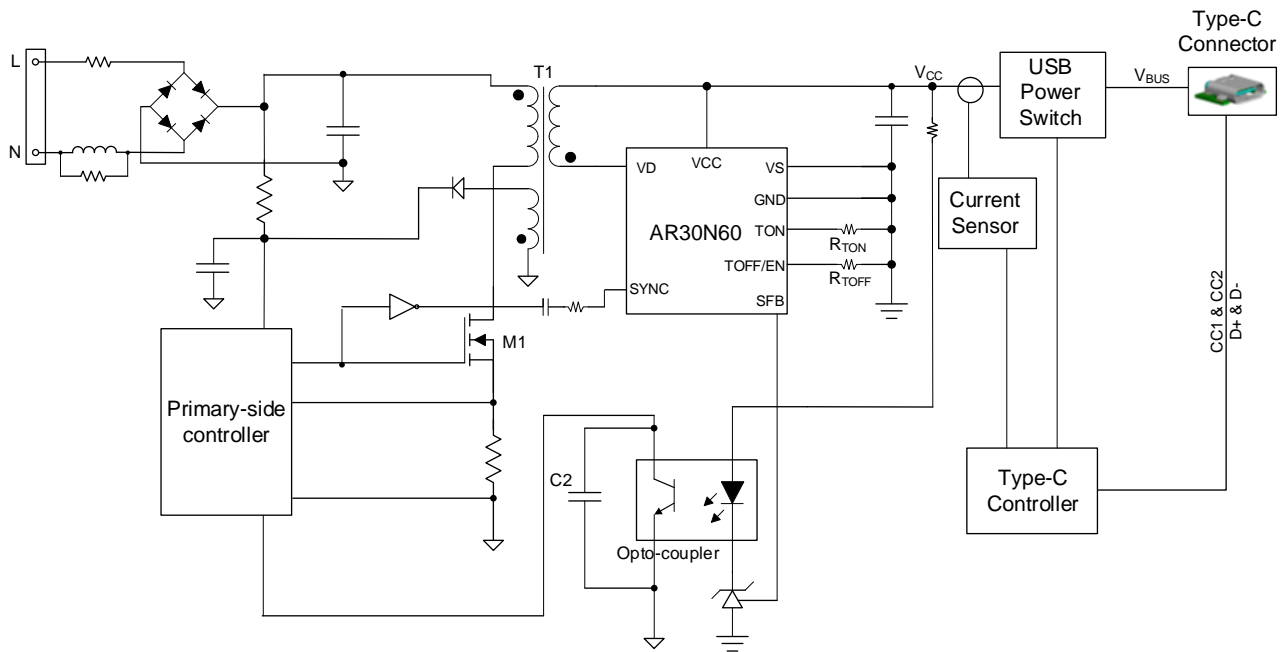 Type-C
Connector
L
N
T1
VCC
USB
Power
Switch
VBUS
VD
VCC
VS
GND
AR30N60
TON
RTON
TOFF/EN
RTOFF
SYNC
SFB
Current
Sensor
CC1 & CC2
D+ & D-
M1
Primary-side
controller
C2
Opto-coupler
Type-C
Controller